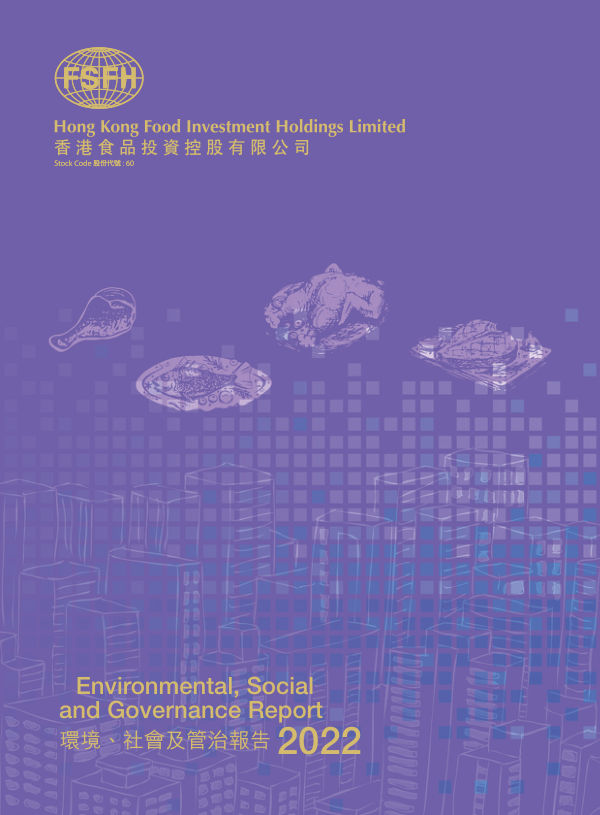 FSFH
Hong Kong Food Investment Holdings Limited
香港食品投資控股有限公司
Stock Code 股份代號 : 60
Environmental, Social
and Governance Report
環境、社會及管治報告 2022